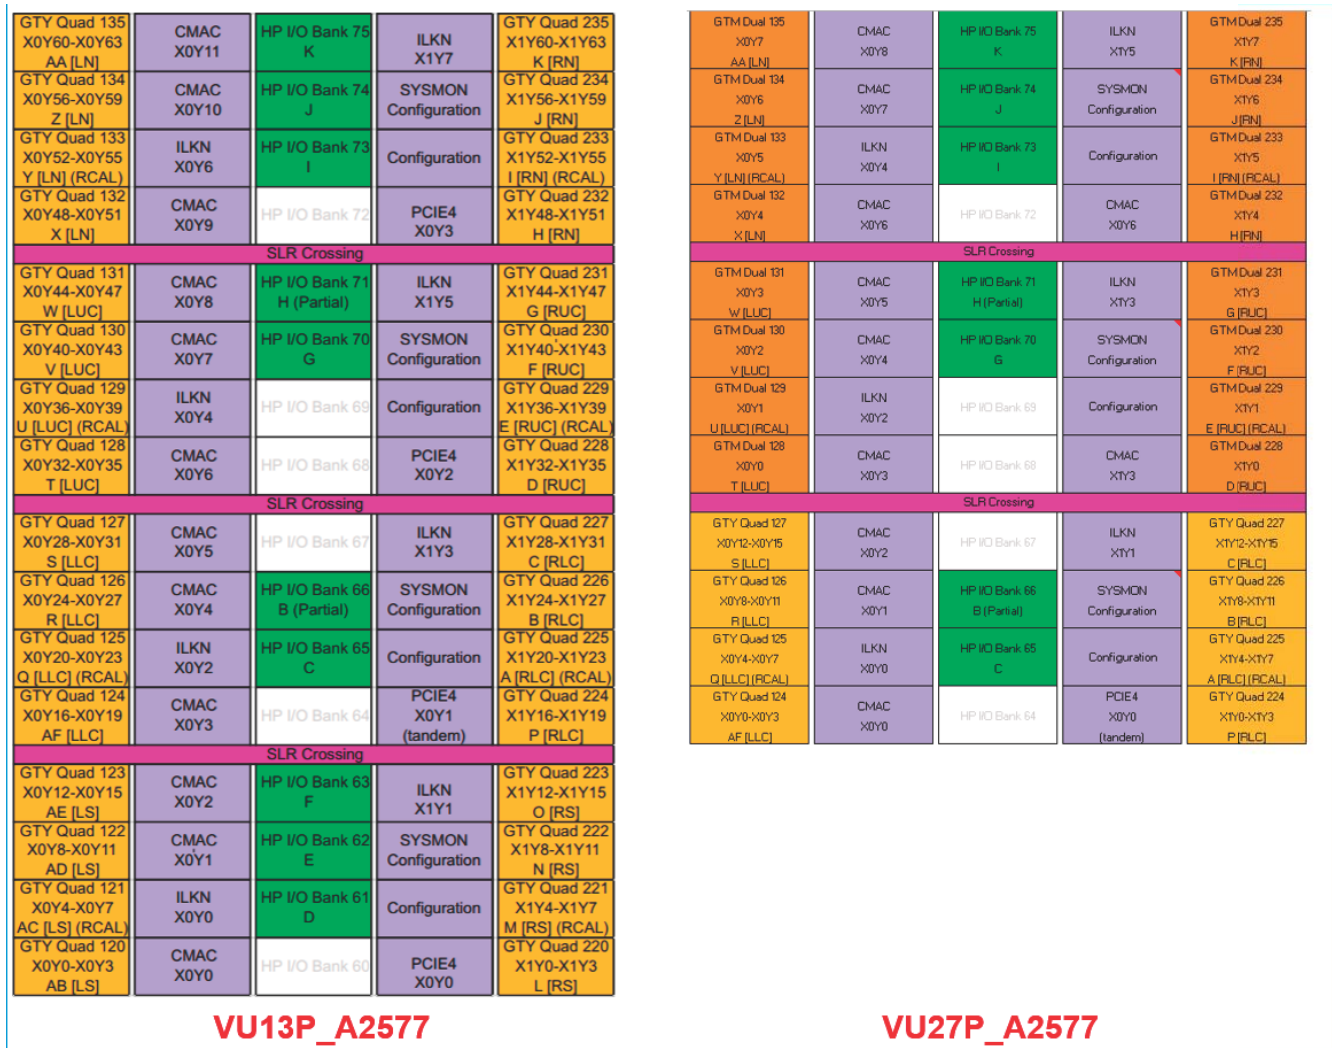 GTY Quad 135
X0Y60-X0Y63
AA [LN]
CMAC
X0Y11
HP I/O Bank 75
K
ILKN
X1Y7
GTY Quad 235
X1Y60-X1Y63
K [RN]
GTY Quad 134
X0Y56-X0Y59
Z [LN]
CMAC
X0Y10
HP I/O Bank 74
J
SYSMON
Configuration
GTY Quad 234
X1Y56-X1Y59
J [RN]
GTY Quad 133
X0Y52-X0Y55
Y [LN] (RCAL)
ILKN
X0Y6
HP I/O Bank 73
I
Configuration
GTY Quad 233
X1Y52-X1Y55
I [RN] (RCAL)
GTY Quad 132
X0Y48-X0Y51
X [LN]
CMAC
X0Y9
HP I/O Bank 72
PCIE4
X0Y3
GTY Quad 232
X1Y48-X1Y51
H [RN]
SLR Crossing
GTY Quad 131
X0Y44-X0Y47
W [LUC]
CMAC
X0Y8
HP I/O Bank 71
H (Partial)
ILKN
X1Y5
GTY Quad 231
X1Y44-X1Y47
G [RUC]
GTY Quad 130
X0Y40-X0Y43
V [LUC]
CMAC
X0Y7
HP I/O Bank 70
G
SYSMON
Configuration
GTY Quad 230
X1Y40-X1Y43
F [RUC]
GTY Quad 129
X0Y36-X0Y39
U [LUC] (RCAL)
ILKN
X0Y4
HP I/O Bank 69
Configuration
GTY Quad 229
X1Y36-X1Y39
E [RUC] (RCAL)
GTY Quad 128
X0Y32-X0Y35
T [LUC]
CMAC
X0Y6
HP I/O Bank 68
PCIE4
X0Y2
GTY Quad 228
X1Y32-X1Y35
D [RUC]
SLR Crossing
GTY Quad 127
X0Y28-X0Y31
S [LLC]
CMAC
X0Y5
HP I/O Bank 67
ILKN
X1Y3
GTY Quad 227
X1Y28-X1Y31
C [RLC]
GTY Quad 126
X0Y24-X0Y27
R [LLC]
CMAC
X0Y4
HP I/O Bank 66
B (Partial)
SYSMON
Configuration
GTY Quad 226
X1Y24-X1Y27
B [RLC]
GTY Quad 125
X0Y20-X0Y23
Q [LLC] (RCAL)
ILKN
X0Y2
HP I/O Bank 65
C
Configuration
GTY Quad 225
X1Y20-X1Y23
A [RLC] (RCAL)
GTY Quad 124
X0Y16-X0Y19
AF [LLC]
CMAC
X0Y3
HP I/O Bank 64
PCIE4
X0Y1
(tandem)
GTY Quad 224
X1Y16-X1Y19
P [RLC]
SLR Crossing
GTY Quad 123
X0Y12-X0Y15
AE [LS]
CMAC
X0Y2
HP I/O Bank 63
F
ILKN
X1Y1
GTY Quad 223
X1Y12-X1Y15
O [RS]
GTY Quad 122
X0Y8-X0Y11
AD [LS]
CMAC
X0Y1
HP I/O Bank 62
E
SYSMON
Configuration
GTY Quad 222
X1Y8-X1Y11
N [RS]
GTY Quad 121
X0Y4-X0Y7
AC [LS] (RCAL)
ILKN
X0Y0
HP I/O Bank 61
D
Configuration
GTY Quad 221
X1Y4-X1Y7
M [RS] (RCAL)
GTY Quad 120
X0Y0-X0Y3
AB [LS]
CMAC
X0Y0
HP I/O Bank 60
PCIE4
X0Y0
GTY Quad 220
X1Y0-X1Y3
L [RS]
VU13P_A2577
GTM Dual 135
X0Y7
AA [LN]
CMAC
X0Y8
HP I/O Bank 75
K
ILKN
X1Y5
GTM Dual 235
X1Y7
K [RN]
GTM Dual 134
X0Y6
Z [LN]
CMAC
X0Y7
HP I/O Bank 74
J
SYSMON
Configuration
GTM Dual 234
X1Y6
J [RN]
GTM Dual 133
X0Y5
Y [LN] (RCAL)
ILKN
X0Y4
HP I/O Bank 73
I
Configuration
GTM Dual 233
X1Y5
I [RN] (RCAL)
GTM Dual 132
X0Y4
X [LN]
CMAC
X0Y6
HP I/O Bank 72
CMAC
X0Y6
GTM Dual 232
X1Y4
H [RN]
SLR Crossing
GTM Dual 131
X0Y3
W [LUC]
CMAC
X0Y5
HP I/O Bank 71
H (Partial)
ILKN
X1Y3
GTM Dual 231
X1Y3
G [RUC]
GTM Dual 130
X0Y2
V [LUC]
CMAC
X0Y4
HP I/O Bank 70
G
SYSMON
Configuration
GTM Dual 230
X1Y2
F [RUC]
GTM Dual 129
X0Y1
U [LUC] (RCAL)
ILKN
X0Y2
HP I/O Bank 69
Configuration
GTM Dual 229
X1Y1
E [RUC] (RCAL)
GTM Dual 128
X0Y0
T [LUC]
CMAC
X0Y3
HP I/O Bank 68
CMAC
X1Y3
GTM Dual 228
X1Y0
D [RUC]
SLR Crossing
GTY Quad 127
X0Y12-X0Y15
S [LLC]
CMAC
X0Y2
HP I/O Bank 67
ILKN
X1Y1
GTY Quad 227
X1Y12-X1Y15
C [RLC]
GTY Quad 126
X0Y8-X0Y11
R [LLC]
CMAC
X0Y1
HP I/O Bank 66
B (Partial)
SYSMON
Configuration
GTY Quad 226
X1Y8-X1Y11
B [RLC]
GTY Quad 125
X0Y4-X0Y7
Q [LLC] (RCAL)
ILKN
X0Y0
HP I/O Bank 65
C
Configuration
GTY Quad 225
X1Y4-X1Y7
A [RLC] (RCAL)
GTY Quad 124
X0Y0-X0Y3
AF [LLC]
CMAC
X0Y0
HP I/O Bank 64
PCIE4
X0Y0
(tandem)
GTY Quad 224
X1Y0-X1Y3
P [RLC]
VU27P_A2577